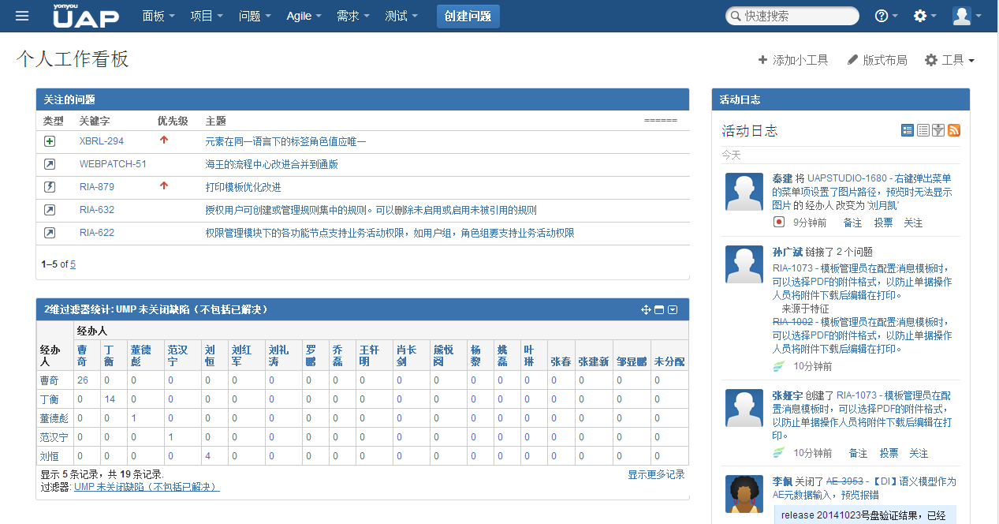 yonyou
UAP 面板 项目 问题 Agile 需求 测试 创建问题 快速搜索
个人工作看板
添加小工具 版式布局 工具
关注的问题
类型 关键字 优先级 主题 ======
XBRL-294 元素在同一语言下的标签角色值应唯一
WEBPATCH-51 海王的流程中心改进合并到通版
RIA-879 打印模板优化改进
RIA-632 授权用户可创建或管理规则集中的规则。可以删除未启用或启用未被引用的规则
RIA-622 权限管理模块下的各功能节点支持业务活动权限，如用户组，角色组要支持业务活动权限
1–5 of 5
2维过滤器统计: UMP 未关闭缺陷（不包括已解决）
经办人
经办人 曹奇 丁衡 董德彪 范汉宁 刘恒 刘红军 刘礼涛 罗鹏 乔磊 王轩明 肖长剑 熊悦阅 杨黎 姚磊 叶琳 张春 张建新 邹显鹏 未分配
曹奇 26 0 0 0 0 0 0 0 0 0 0 0 0 0 0 0 0 0 0
丁衡 0 14 0 0 0 0 0 0 0 0 0 0 0 0 0 0 0 0 0
董德彪 0 0 1 0 0 0 0 0 0 0 0 0 0 0 0 0 0 0 0
范汉宁 0 0 0 1 0 0 0 0 0 0 0 0 0 0 0 0 0 0 0
刘恒 0 0 0 0 4 0 0 0 0 0 0 0 0 0 0 0 0 0 0
显示 5 条记录，共 19 条记录. 显示更多记录
过滤器: UMP 未关闭缺陷（不包括已解决）
活动日志
活动日志
今天
秦建 将 UAPSTUDIO-1680 - 右键弹出菜单
的菜单项设置了图片路径，预览时无法显示
图片 的 经办人 改变为 '刘月凯'
9分钟前 备注 投票 关注
孙广斌 链接了 2 个问题
RIA-1073 - 模板管理员在配置消息模板时，
可以选择PDF的附件格式，以防止单据操作
人员将附件下载后编辑在打印。
来源于特征
RIA-1002 - 模板管理员在配置消息模板时，
可以选择PDF的附件格式，以防止单据操作
人员将附件下载后编辑在打印。
10分钟前
张娅宇 创建了 RIA-1073 - 模板管理员在配
置消息模板时，可以选择PDF的附件格式，
以防止单据操作人员将附件下载后编辑在打
印。
10分钟前 备注 投票 关注
李佩 关闭了 AE-3953 - 【DI】语义模型作为
AE元数据输入，预览报错
release 20141023号盘验证结果，已经